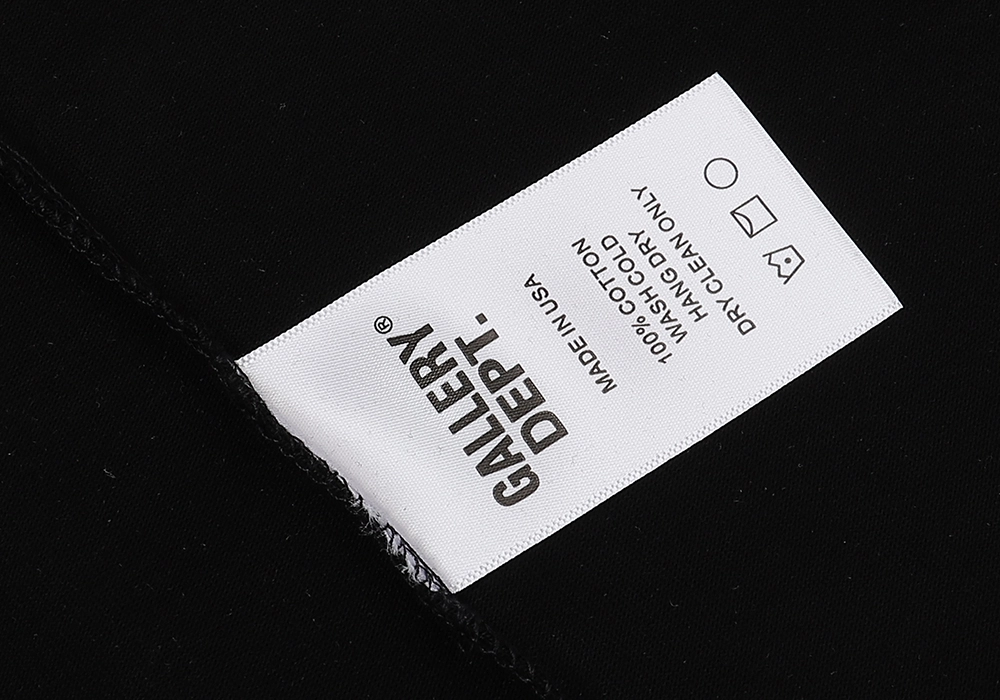 GALLERY®
DEPT.
MADE IN USA
100% COTTON
WASH COLD
HANG DRY
DRY CLEAN ONLY